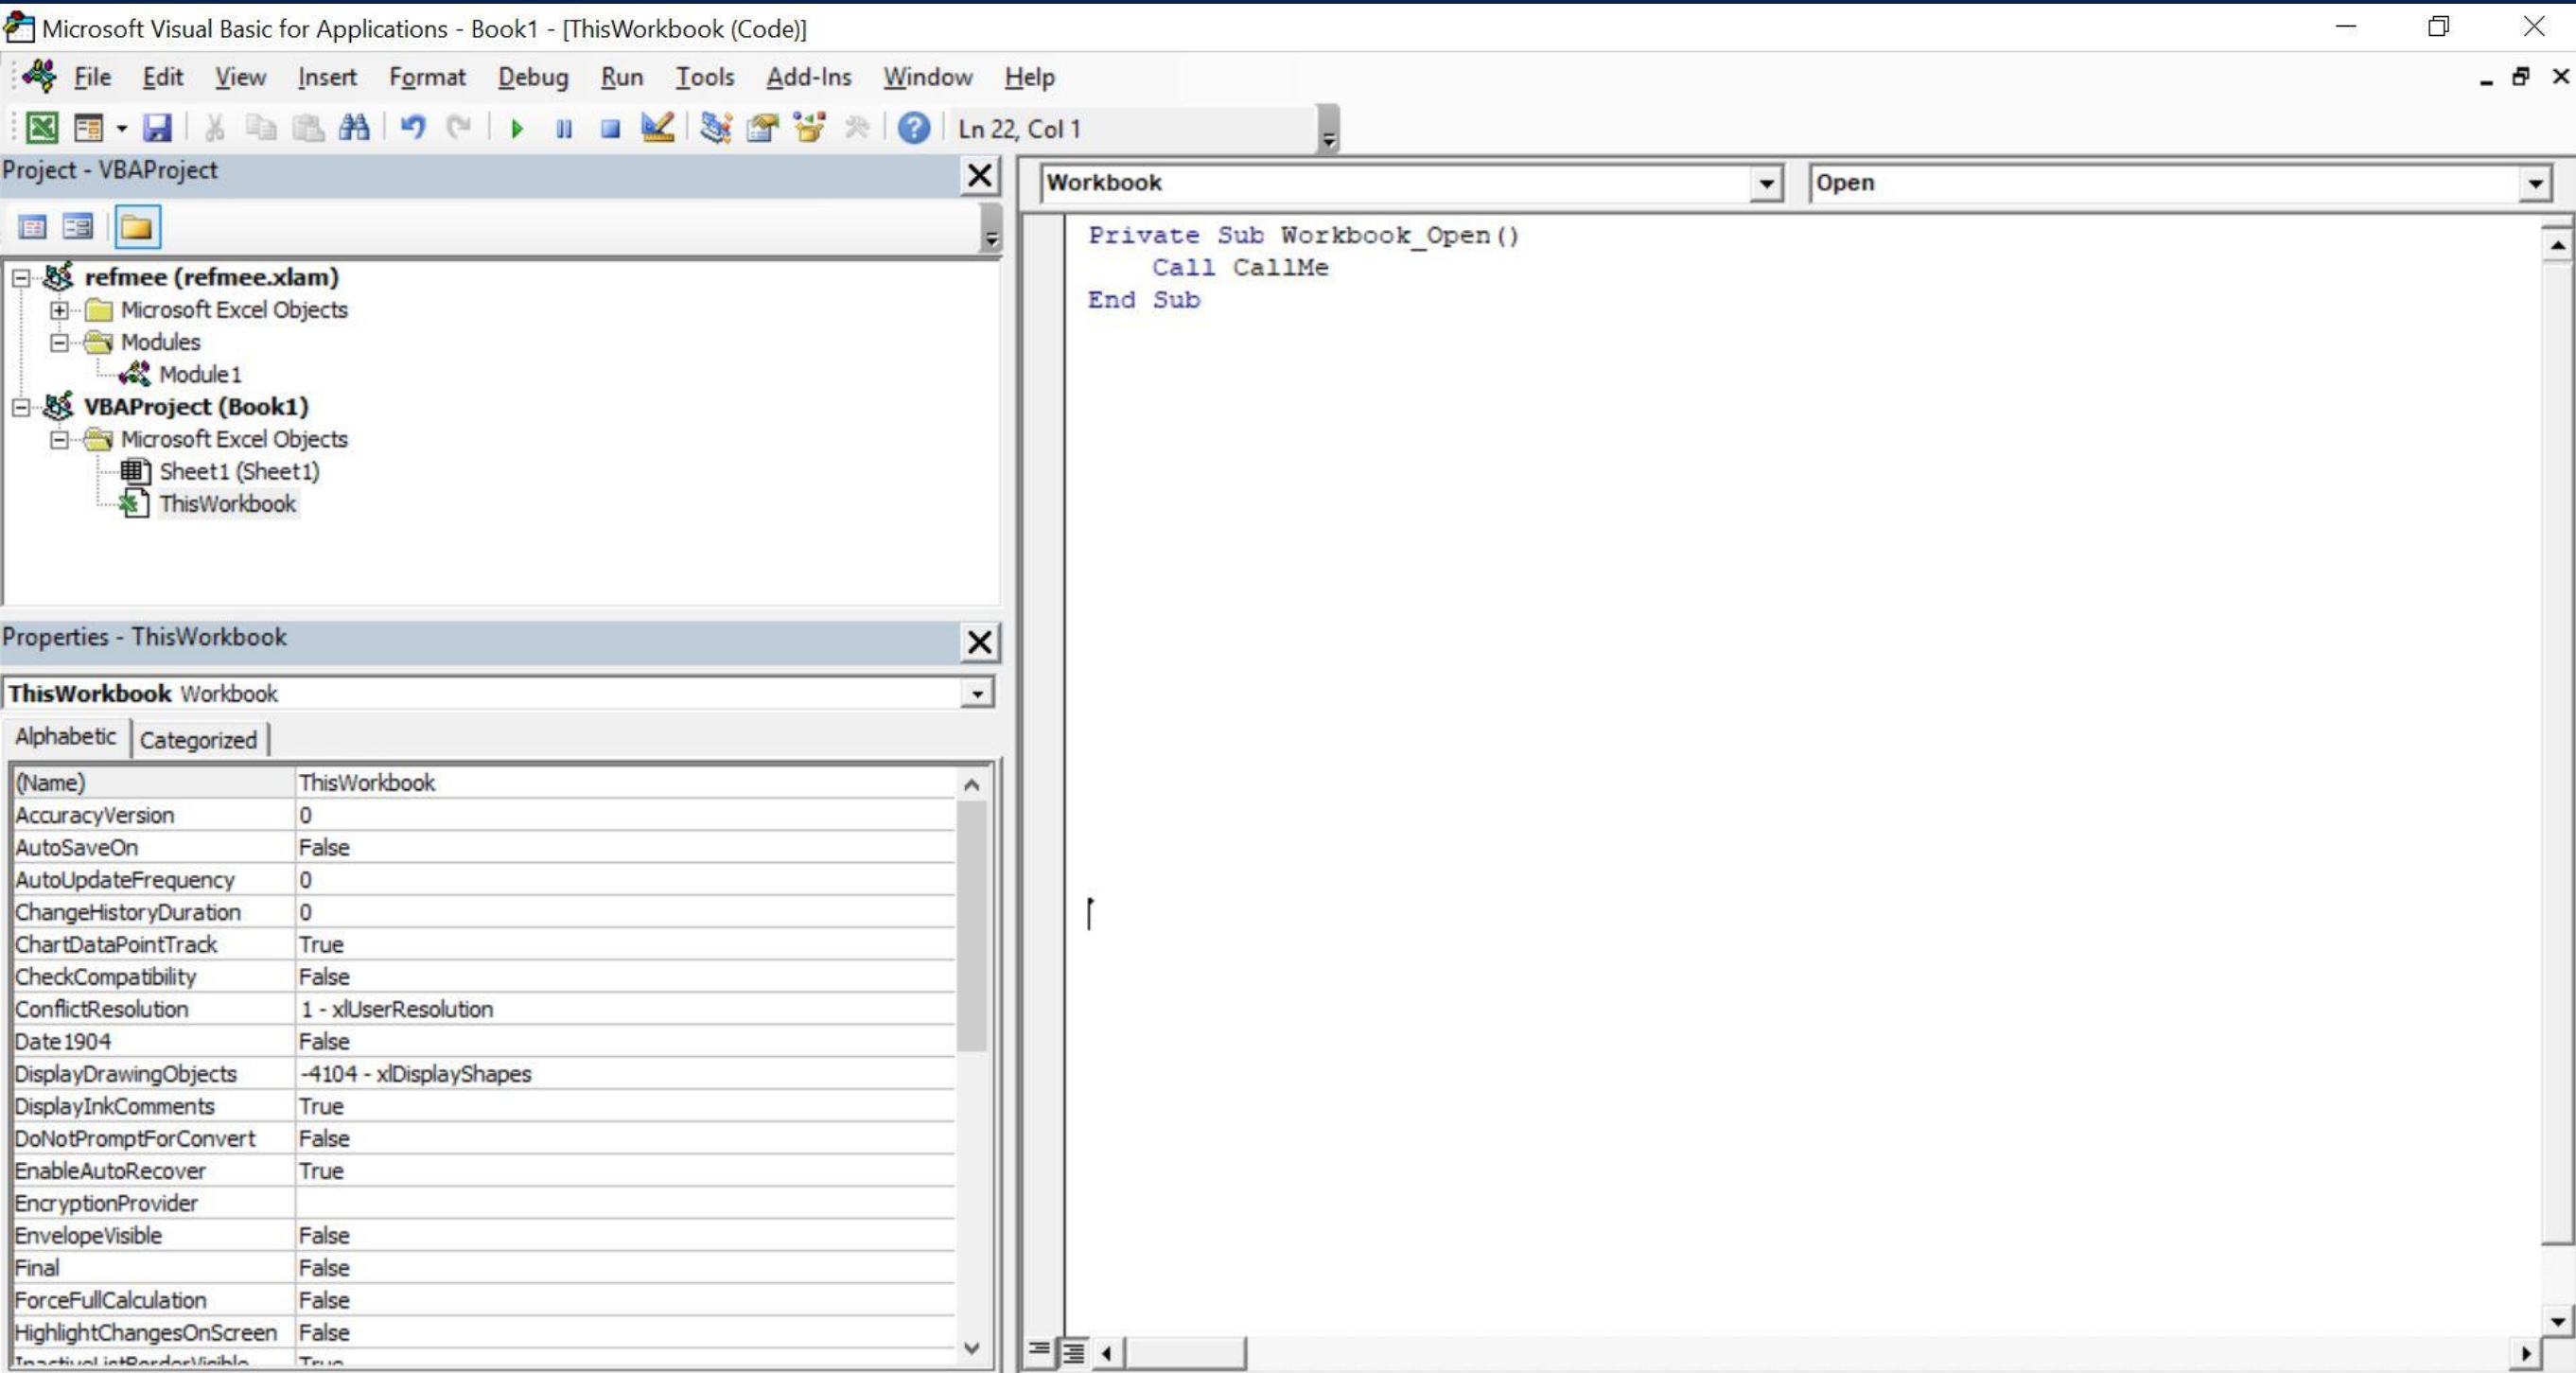 Microsoft Visual Basic for Applications - Book1 - [ThisWorkbook (Code)]
File Edit View Insert Format Debug Run Tools Add-Ins Window Help
Ln 22, Col 1
Project - VBAProject
refmee (refmee.xlam)
Microsoft Excel Objects
Modules
Module1
VBAProject (Book1)
Microsoft Excel Objects
Sheet1 (Sheet1)
ThisWorkbook
Properties - ThisWorkbook
ThisWorkbook Workbook
Alphabetic Categorized
(Name) ThisWorkbook
AccuracyVersion 0
AutoSaveOn False
AutoUpdateFrequency 0
ChangeHistoryDuration 0
ChartDataPointTrack True
CheckCompatibility False
ConflictResolution 1 - xlUserResolution
Date1904 False
DisplayDrawingObjects -4104 - xlDisplayShapes
DisplayInkComments True
DoNotPromptForConvert False
EnableAutoRecover True
EncryptionProvider
EnvelopeVisible False
Final False
ForceFullCalculation False
HighlightChangesOnScreen False
InactiveListBorderVisible True
Workbook Open
Private Sub Workbook_Open()
Call CallMe
End Sub